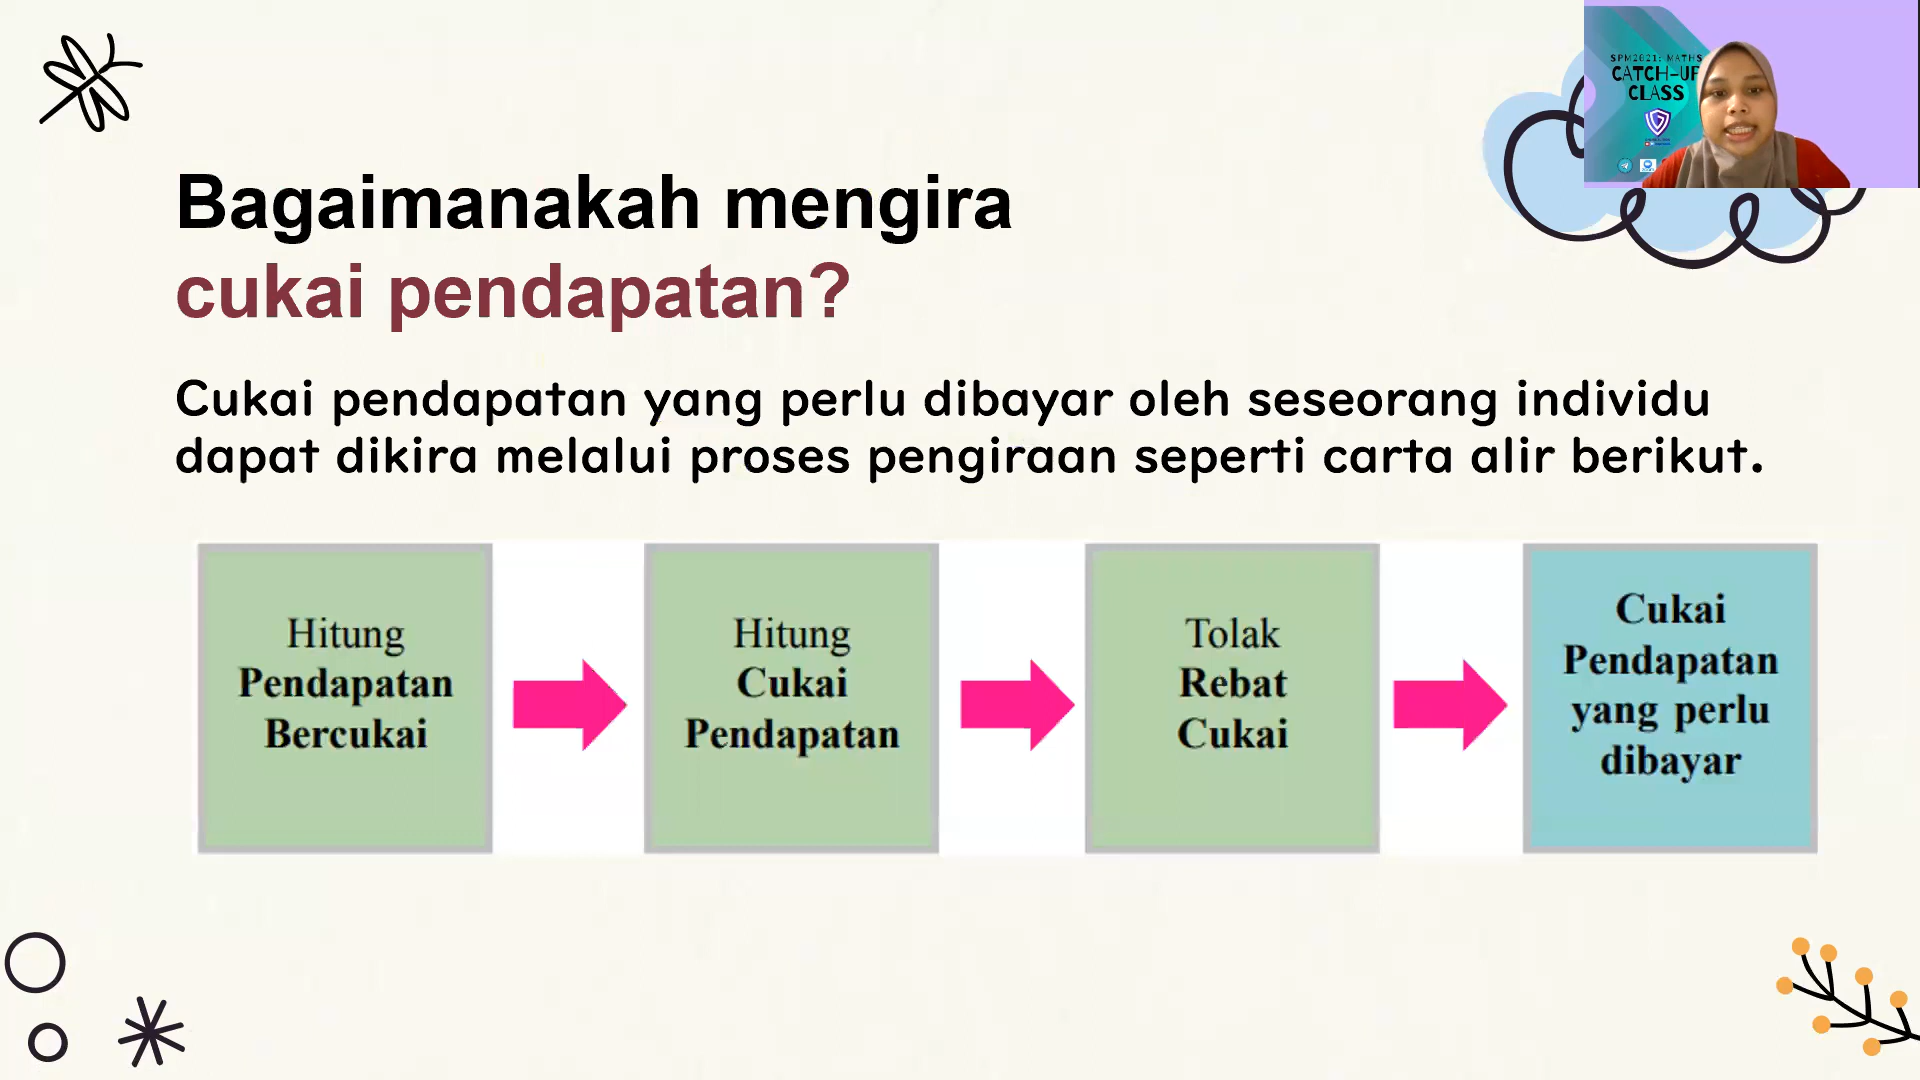 SPM2021: MATHS
CATCH-UP
CLASS
Bagaimanakah mengira
cukai pendapatan?
Cukai pendapatan yang perlu dibayar oleh seseorang individu
dapat dikira melalui proses pengiraan seperti carta alir berikut.
Hitung
Pendapatan
Bercukai
Hitung
Cukai
Pendapatan
Tolak
Rebat
Cukai
Cukai
Pendapatan
yang perlu
dibayar